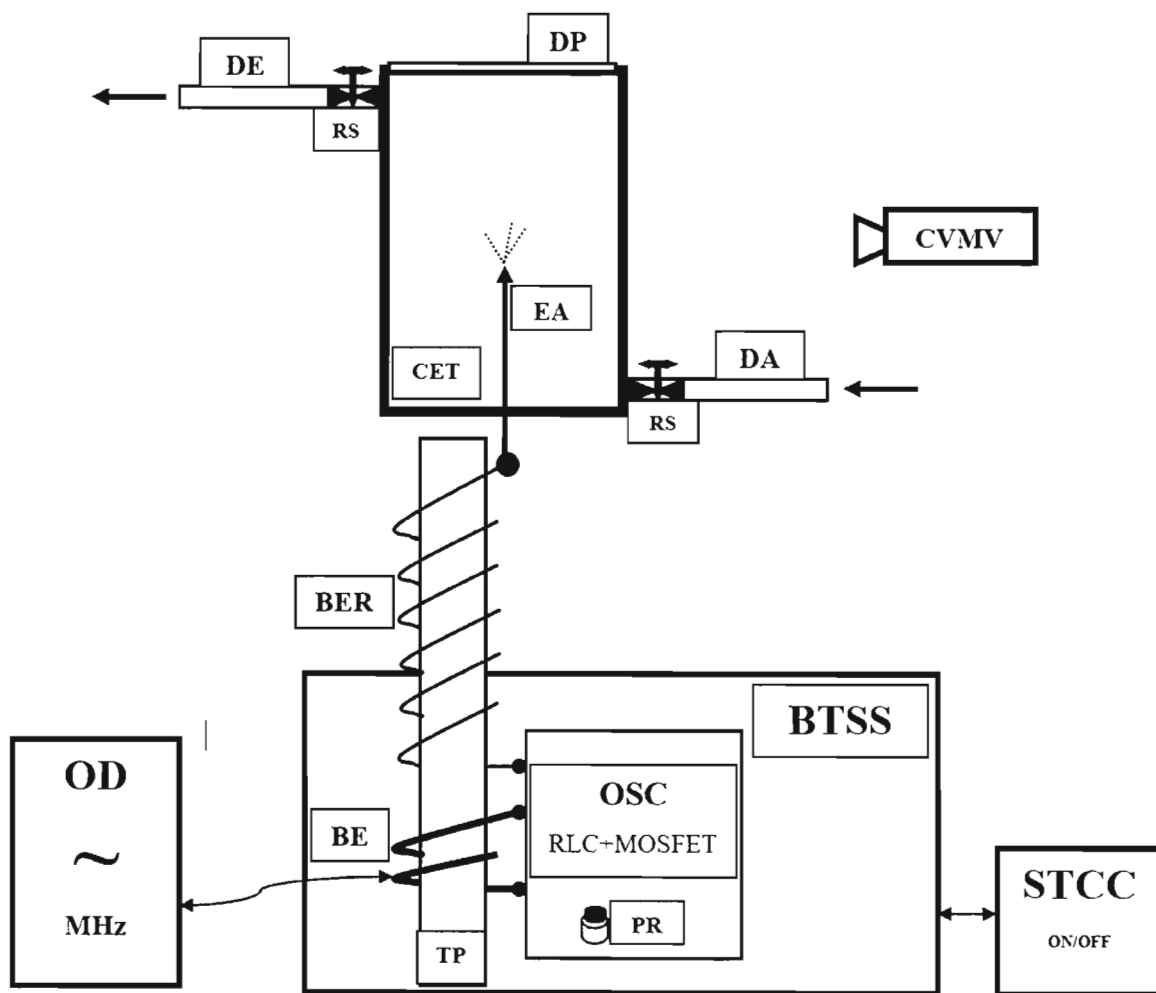 DP
DE
RS
CVMV
EA
DA
CET
RS
BER
BTSS
OD
~
MHz
OSC
RLC+MOSFET
BE
STCC
ON/OFF
PR
TP